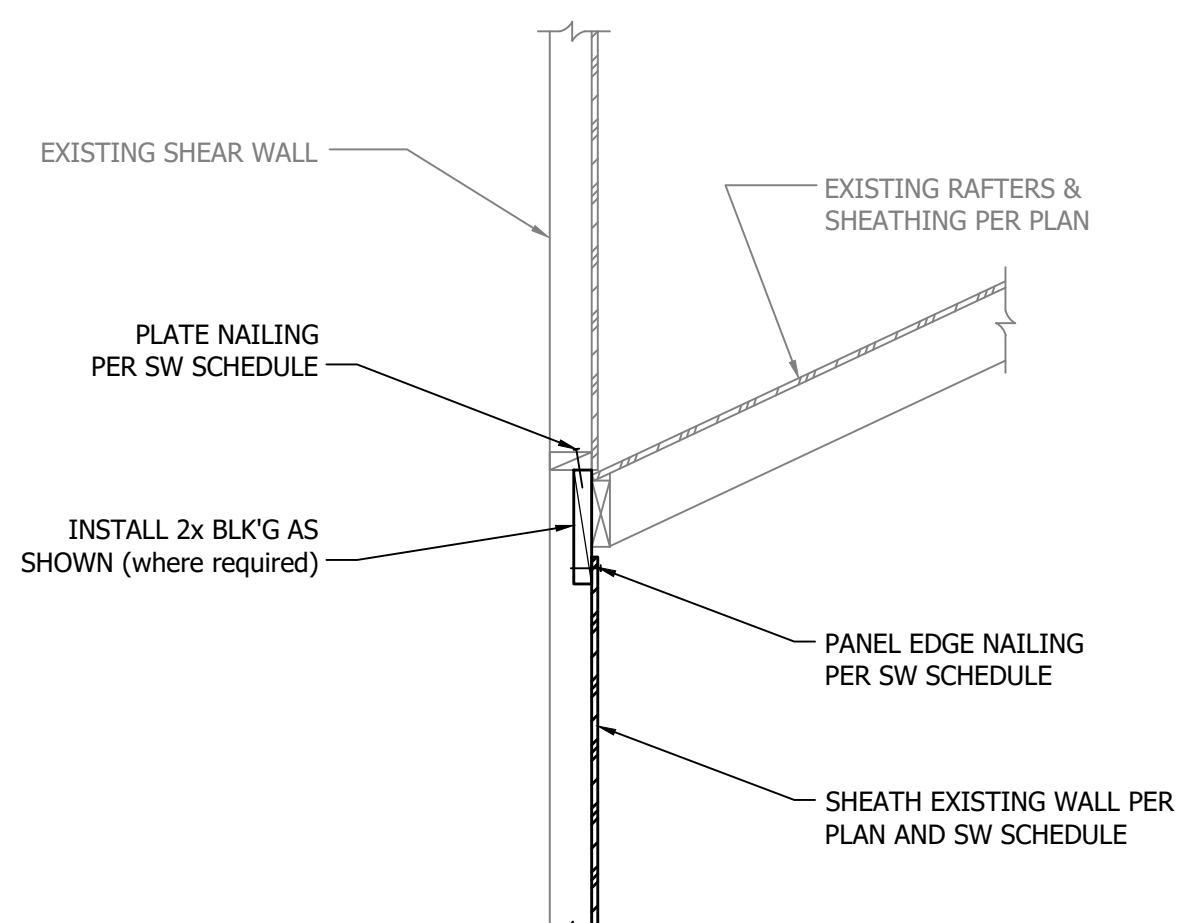 EXISTING SHEAR WALL
EXISTING RAFTERS &
SHEATHING PER PLAN
PLATE NAILING
PER SW SCHEDULE
INSTALL 2x BLK'G AS
SHOWN (where required)
PANEL EDGE NAILING
PER SW SCHEDULE
SHEATH EXISTING WALL PER
PLAN AND SW SCHEDULE